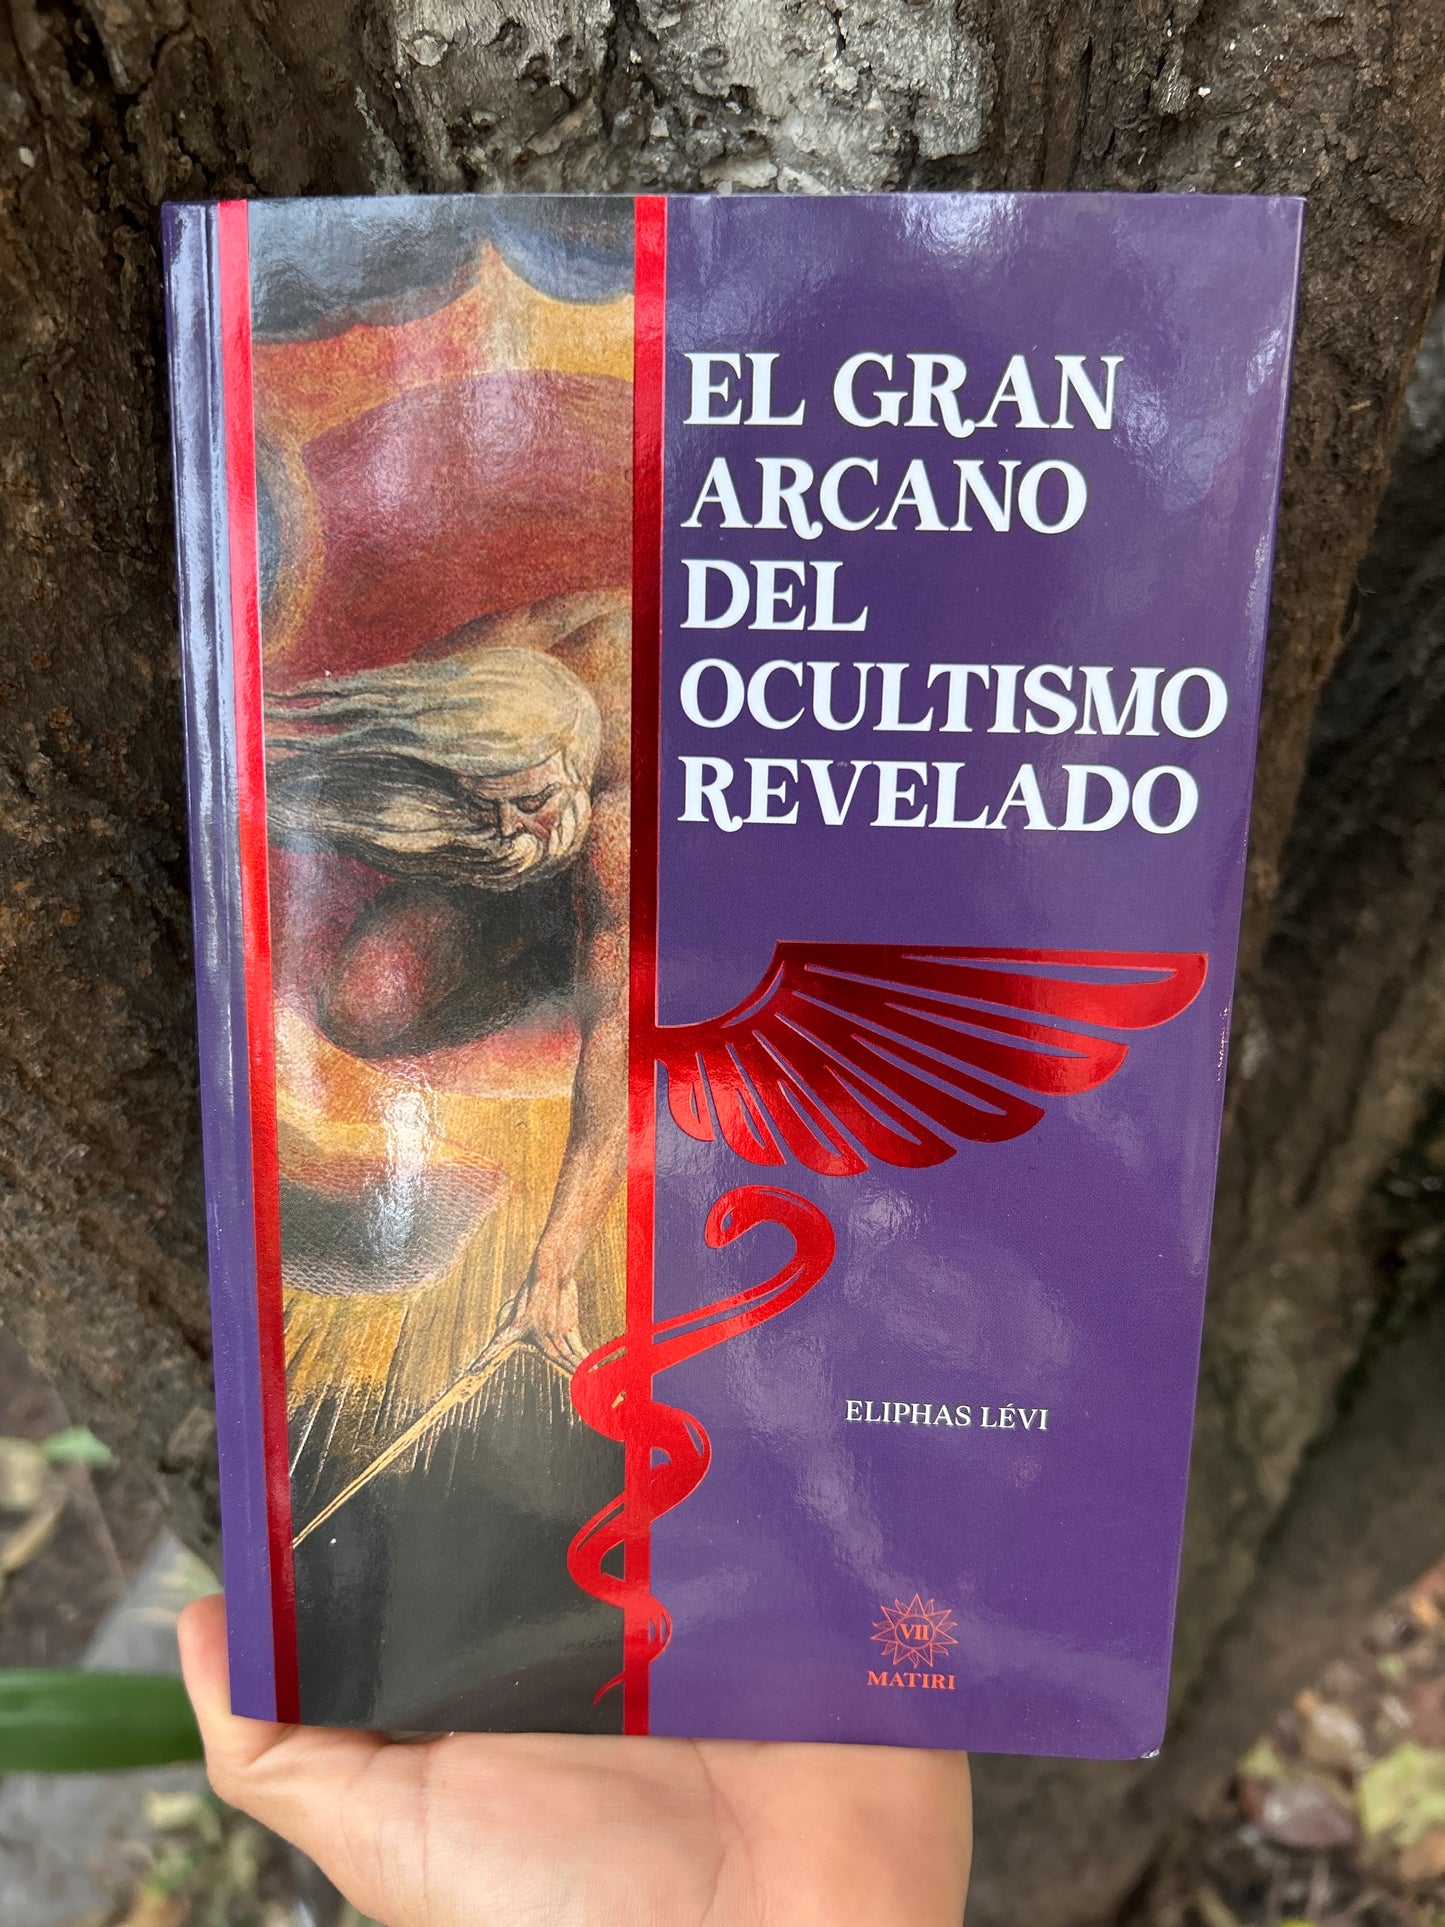 EL GRAN
ARCANO
DEL
OCULTISMO
REVELADO
ELIPHAS LÉVI
VII
MATIRI